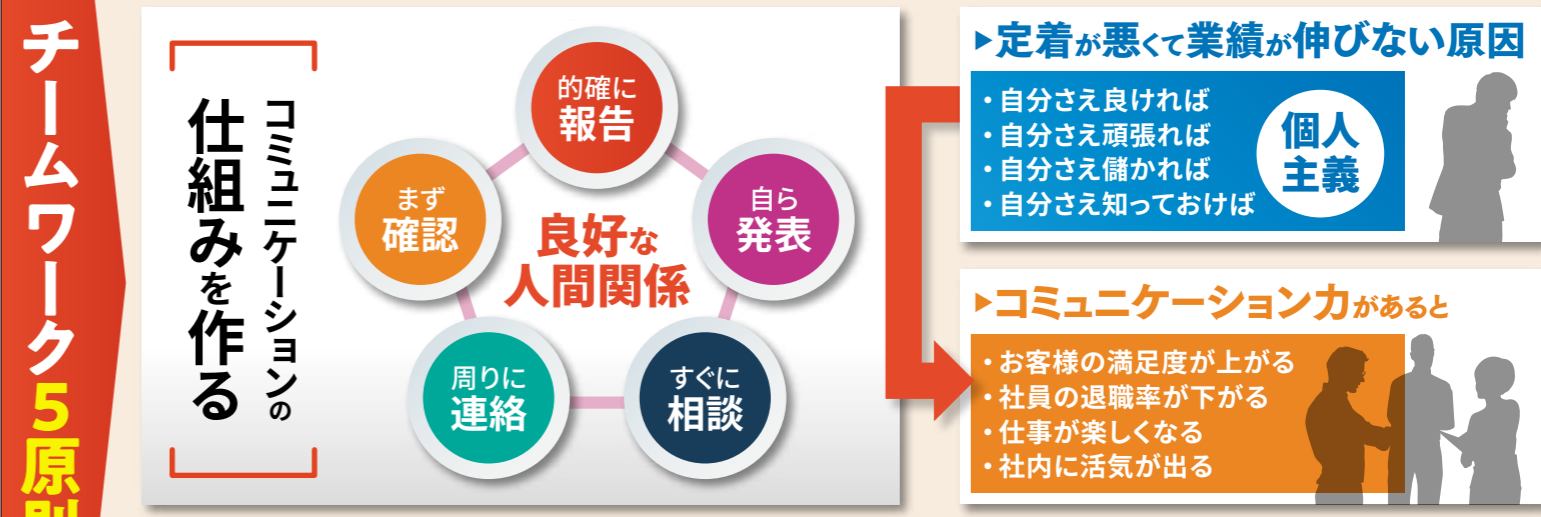 チームワーク5原則
コミュニケーションの
仕組みを作る
的確に
報告
自ら
発表
すぐに
相談
周りに
連絡
まず
確認
良好な
人間関係
▶定着が悪くて業績が伸びない原因
・自分さえ良ければ
・自分さえ頑張れば
・自分さえ儲かれば
・自分さえ知っておけば
個人
主義
▶コミュニケーション力があると
・お客様の満足度が上がる
・社員の退職率が下がる
・仕事が楽しくなる
・社内に活気が出る